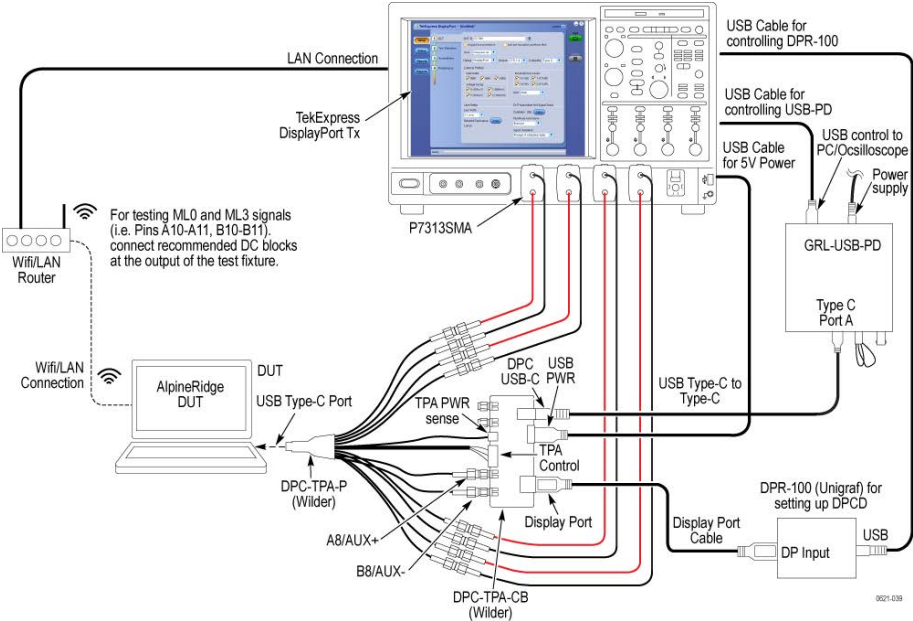 USB Cable for
controlling DPR-100
LAN Connection
TekExpress
DisplayPort Tx
USB Cable for
controlling USB-PD
USB control to
PC/Ocsilloscope
USB Cable
for 5V Power
Power
supply
P7313SMA
For testing ML0 and ML3 signals
(i.e. Pins A10-A11, B10-B11).
connect recommended DC blocks
at the output of the test fixture.
Wifi/LAN
Router
GRL-USB-PD
Type C
Port A
Wifi/LAN
Connection
DUT
AlpineRidge
DUT
USB Type-C Port
DPC
USB-C
USB
PWR
USB Type-C to
Type-C
TPA PWR
sense
TPA
Control
DPC-TPA-P
(Wilder)
A8/AUX+
B8/AUX-
Display Port
DPC-TPA-CB
(Wilder)
Display Port
Cable
DPR-100 (Unigraf) for
setting up DPCD
DP Input
USB
0621-039